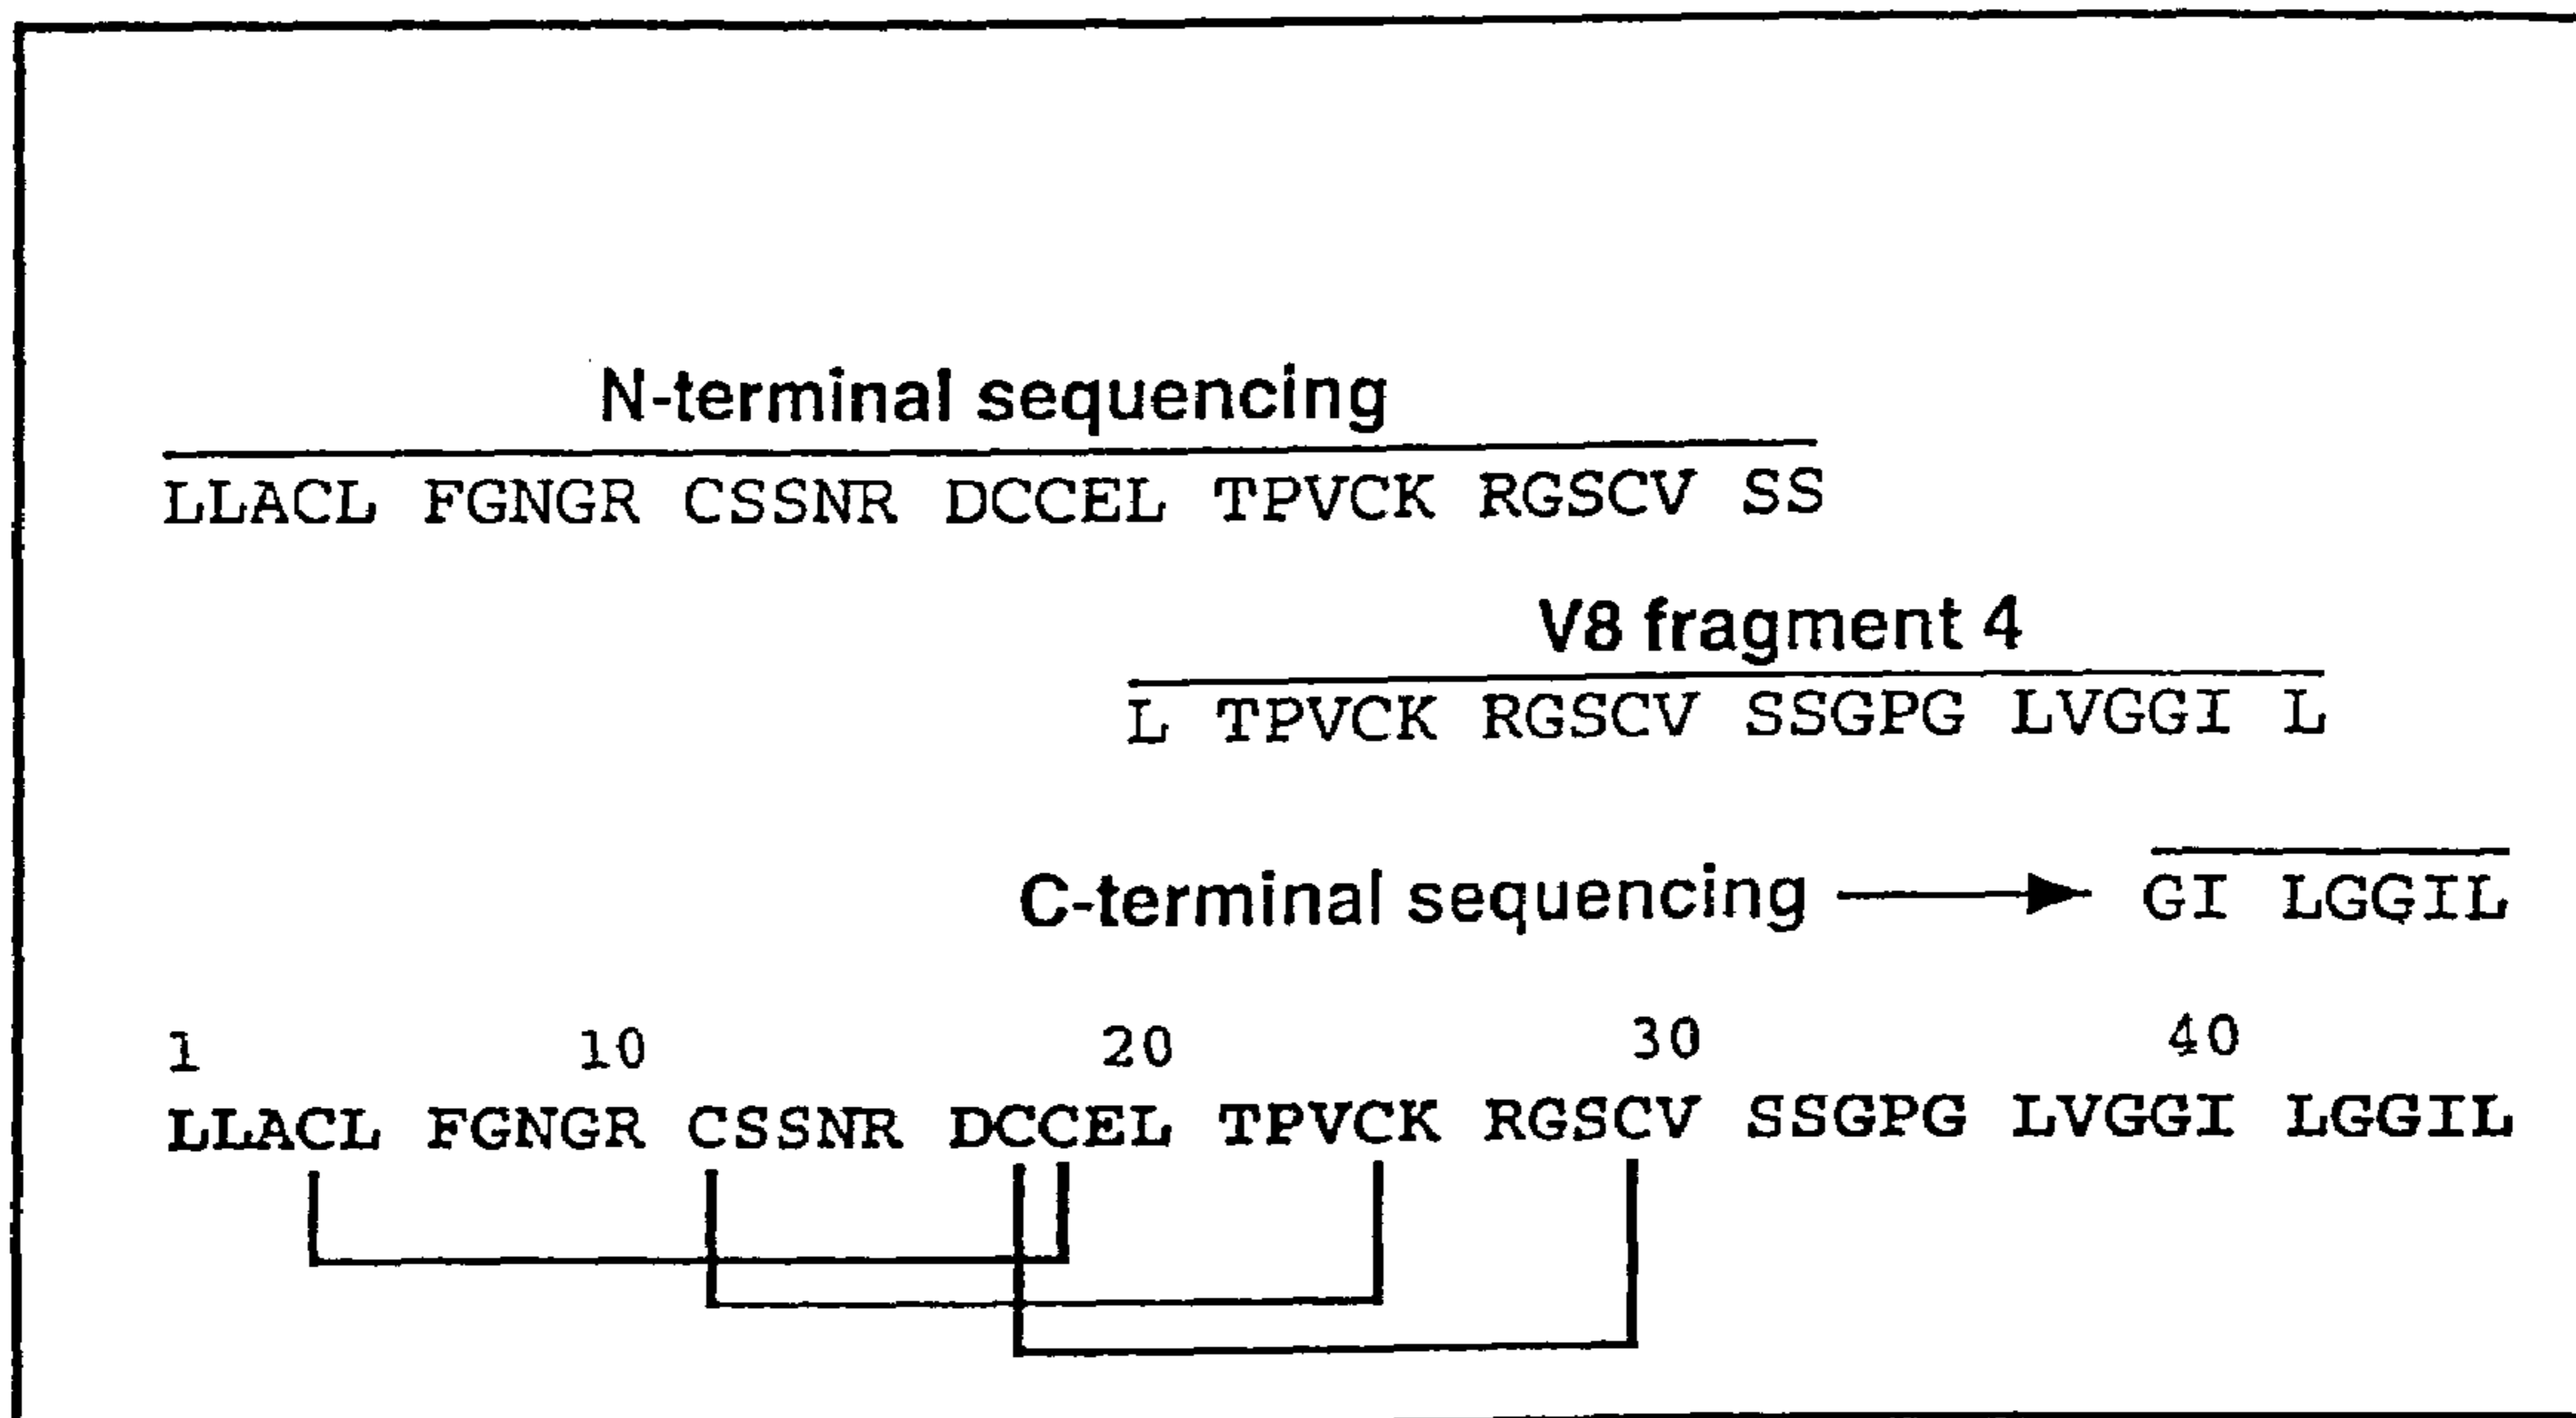 N-terminal sequencing
LLACL FGNGR CSSNR DCCEL TPVCK RGSCV SS
V8 fragment 4
L TPVCK RGSCV SSGPG LVGGI L
C-terminal sequencing GI LGGIL
1 10 20 30 40
LLACL FGNGR CSSNR DCCEL TPVCK RGSCV SSGPG LVGGI LGGIL